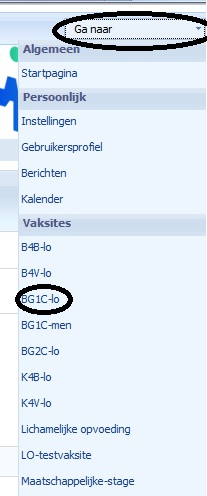 Ga naar
Algemeen
Startpagina
Persoonlijk
Instellingen
Gebruikersprofiel
Berichten
Kalender
Vaksites
B4B-lo
B4V-lo
BG1C-lo
BG1C-men
BG2C-lo
K4B-lo
K4V-lo
Lichamelijke opvoeding
LO-testvaksite
Maatschappelijke-stage